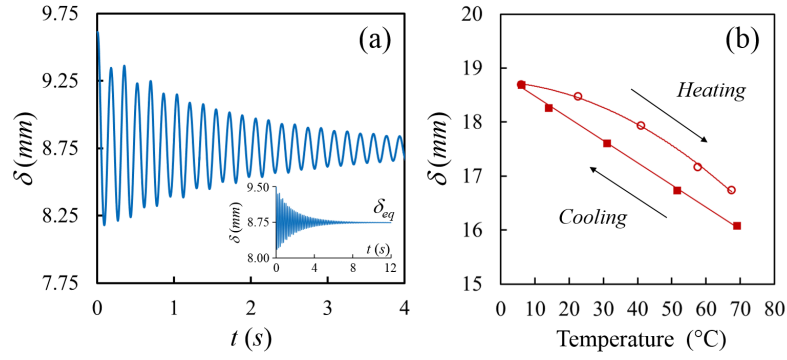 (a)
9.75
9.25
8.75
8.25
7.75
δ (mm)
0 1 2 3 4
t (s)
9.50
8.75
8.00
δ (mm)
δeq
t (s)
0 4 8 12
(b)
20
19
18
17
16
15
δ (mm)
Heating
Cooling
0 10 20 30 40 50 60 70 80
Temperature (°C)